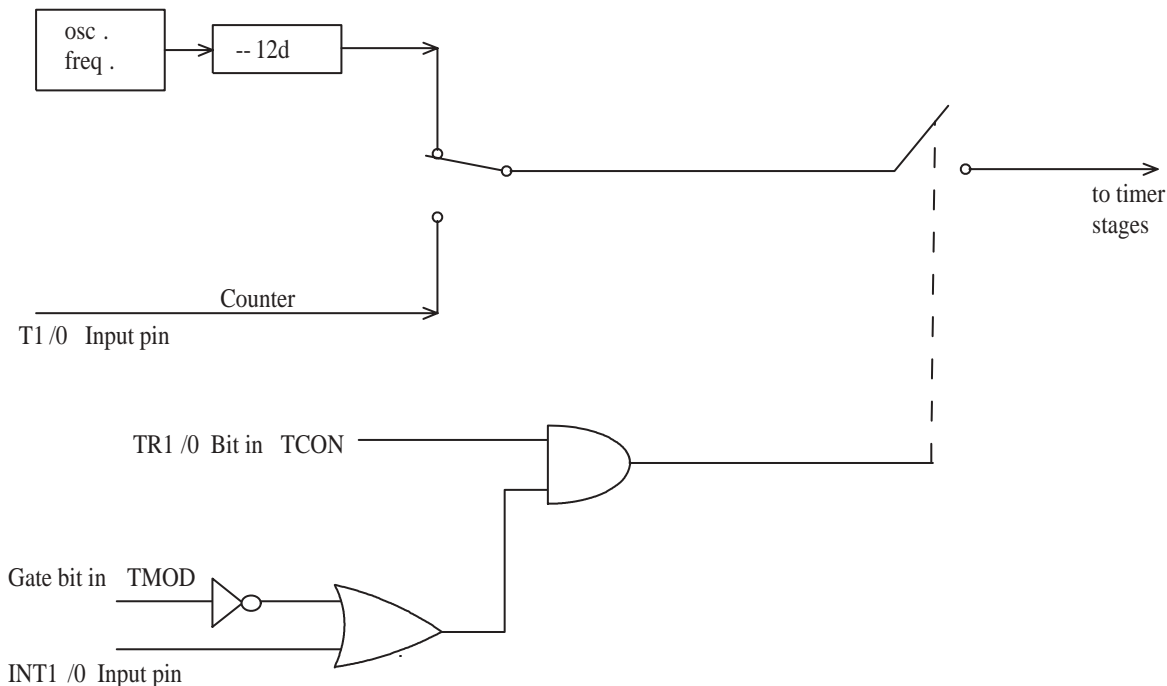 osc .
freq .
-- 12d
to timer
stages
Counter
T1 /0 Input pin
TR1 /0 Bit in TCON
Gate bit in TMOD
INT1 /0 Input pin